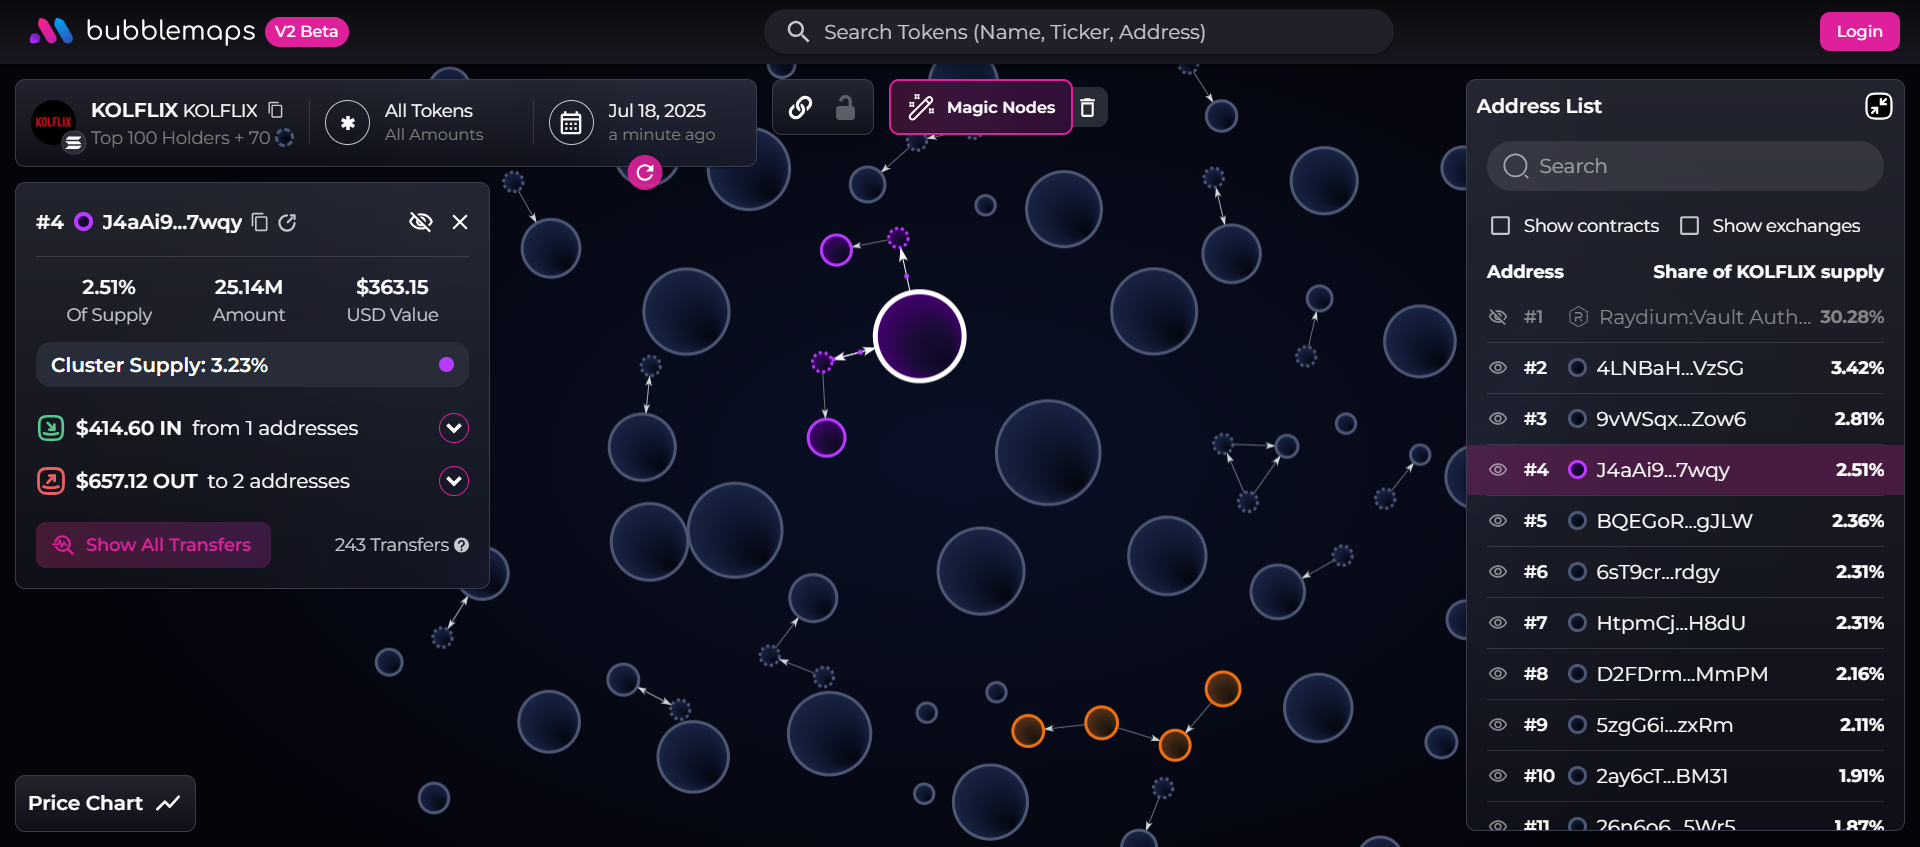 bubblemaps V2 Beta
Search Tokens (Name, Ticker, Address)
Login
KOLFLIX
KOLFLIX KOLFLIX
Top 100 Holders + 70
All Tokens
All Amounts
Jul 18, 2025
a minute ago
Magic Nodes
#4 J4aAi9...7wqy
2.51%
Of Supply
25.14M
Amount
$363.15
USD Value
Cluster Supply: 3.23%
$414.60 IN from 1 addresses
$657.12 OUT to 2 addresses
Show All Transfers
243 Transfers ?
Price Chart
Address List
Search
Show contracts Show exchanges
Address Share of KOLFLIX supply
#1 Raydium:Vault Auth... 30.28%
#2 4LNBaH...VzSG 3.42%
#3 9vWSqx...Zow6 2.81%
#4 J4aAi9...7wqy 2.51%
#5 BQEGoR...gJLW 2.36%
#6 6sT9cr...rdgy 2.31%
#7 HtpmCj...H8dU 2.31%
#8 D2FDrm...MmPM 2.16%
#9 5zgG6i...zxRm 2.11%
#10 2ay6cT...BM31 1.91%
#11 26n6o6...5Wr5 1.87%